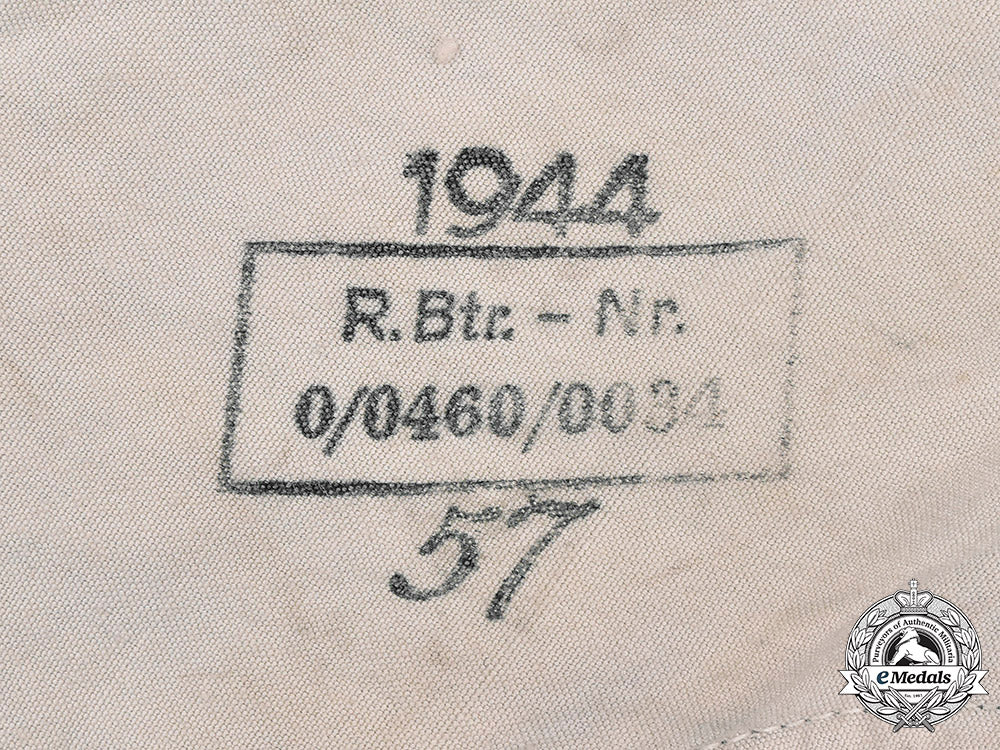 1944
R.Btr. - Nr.
0/0460/0034
57
Purveyors of Authentic Militaria
eMedals